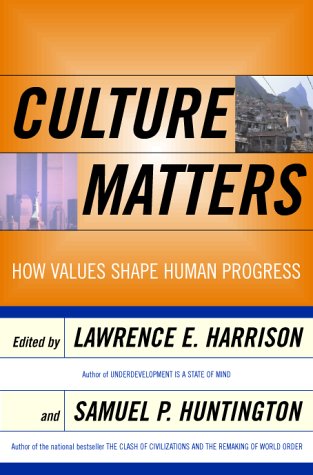 CULTURE
MATTERS
HOW VALUES SHAPE HUMAN PROGRESS
Edited by LAWRENCE E. HARRISON
Author of UNDERDEVELOPMENT IS A STATE OF MIND
and SAMUEL P. HUNTINGTON
Author of the national bestseller THE CLASH OF CIVILIZATIONS AND THE REMAKING OF WORLD ORDER